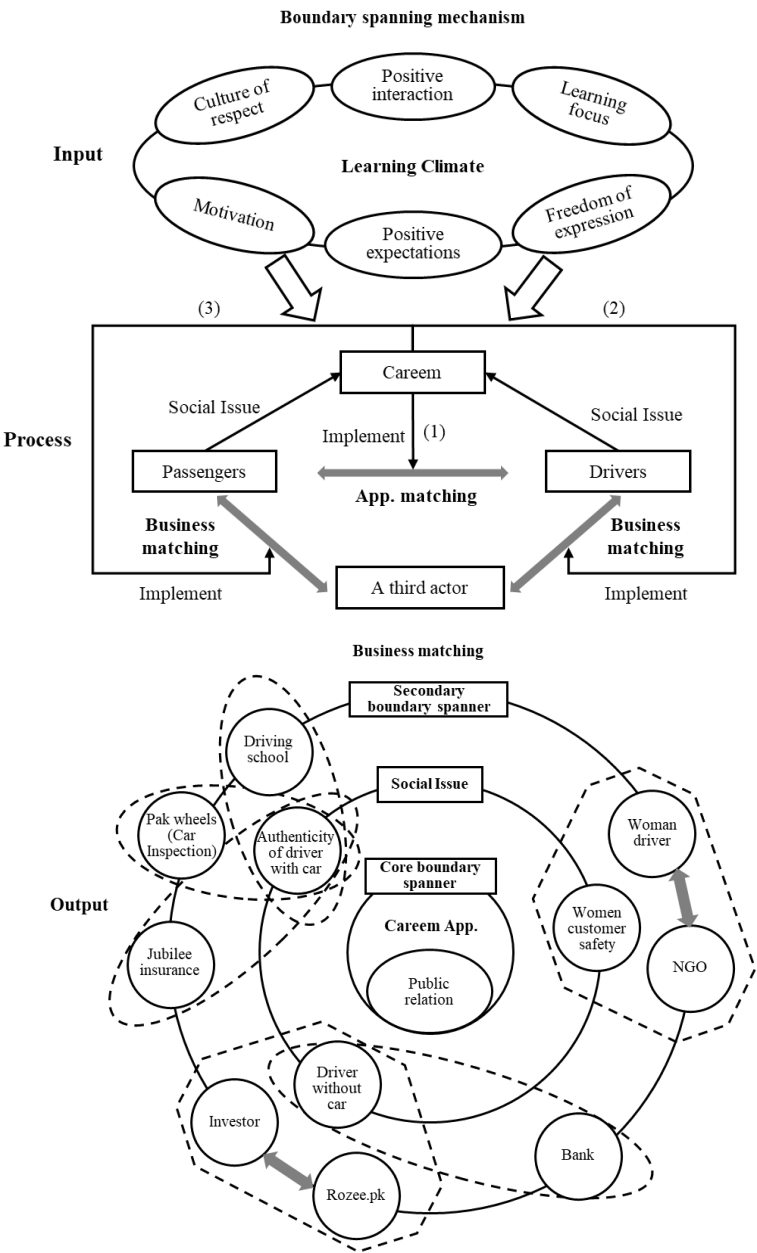 Boundary spanning mechanism
Culture of
respect
Positive
interaction
Learning
focus
Input
Learning Climate
Motivation
Positive
expectations
Freedom of
expression
(3)
(2)
Careem
Social Issue
Social Issue
Implement
(1)
Process
Passengers
Drivers
App. matching
Business
matching
Business
matching
Implement
A third actor
Implement
Business matching
Secondary
boundary spanner
Driving
school
Social Issue
Pak wheels
(Car
Inspection)
Authenticity
of driver
with car
Woman
driver
Core boundary
spanner
Output
Careem App.
Women
customer
safety
Jubilee
insurance
Public
relation
NGO
Driver
without
car
Investor
Bank
Rozee.pk